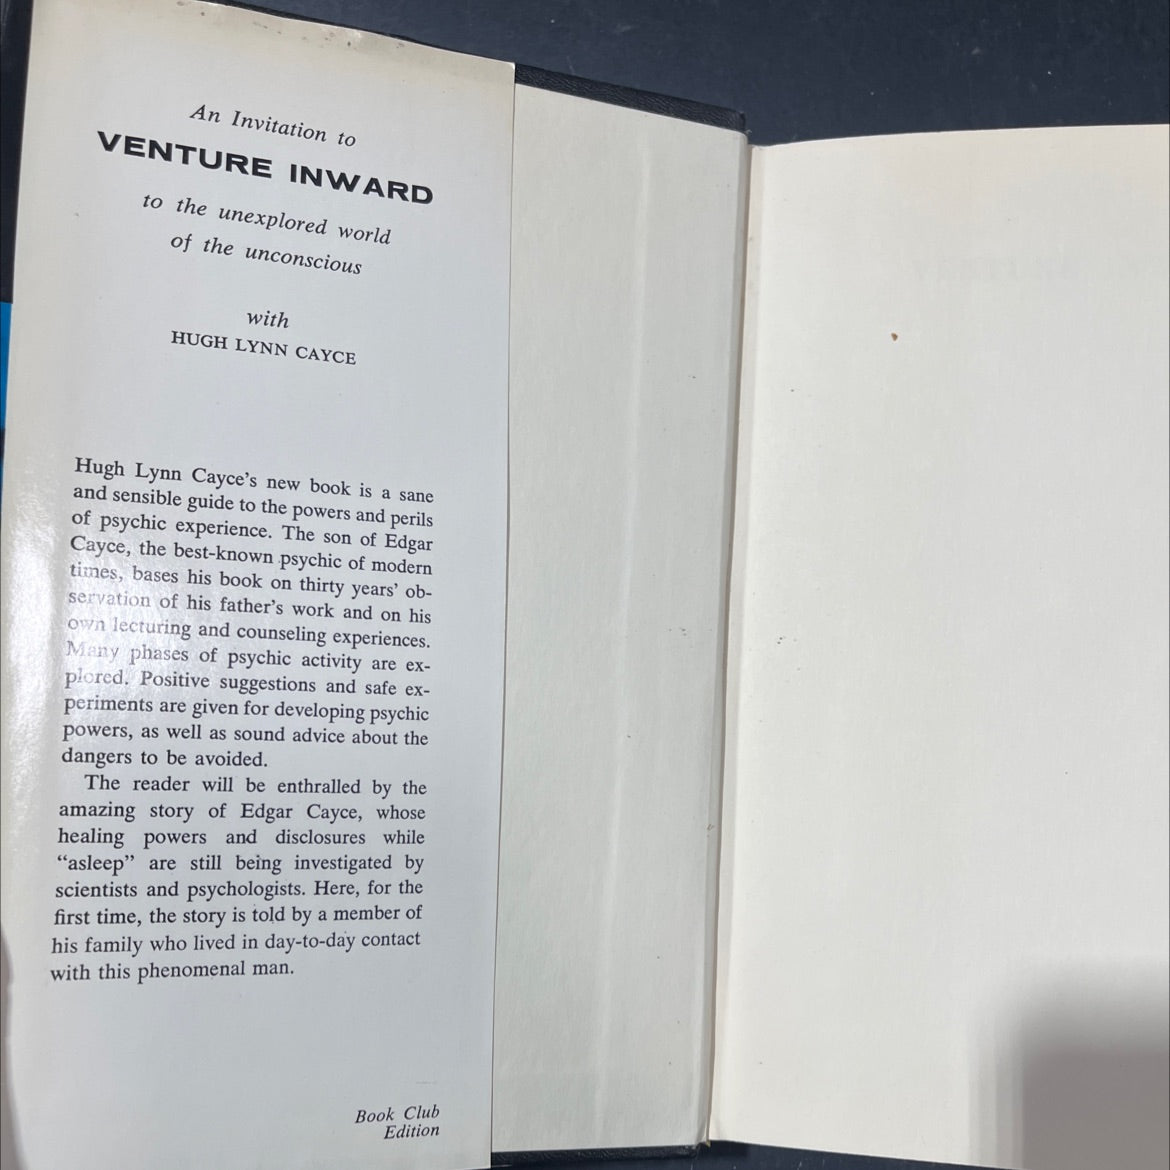 An Invitation to
VENTURE INWARD
to the unexplored world
of the unconscious
with
HUGH LYNN CAYCE
Hugh Lynn Cayce's new book is a sane
and sensible guide to the powers and perils
of psychic experience. The son of Edgar
Cayce, the best-known psychic of modern
times, bases his book on thirty years' ob-
servation of his father's work and on his
own lecturing and counseling experiences.
Many phases of psychic activity are ex-
plored. Positive suggestions and safe ex-
periments are given for developing psychic
powers, as well as sound advice about the
dangers to be avoided.
The reader will be enthralled by the
amazing story of Edgar Cayce, whose
healing powers and disclosures while
“asleep” are still being investigated by
scientists and psychologists. Here, for the
first time, the story is told by a member of
his family who lived in day-to-day contact
with this phenomenal man.
Book Club
Edition